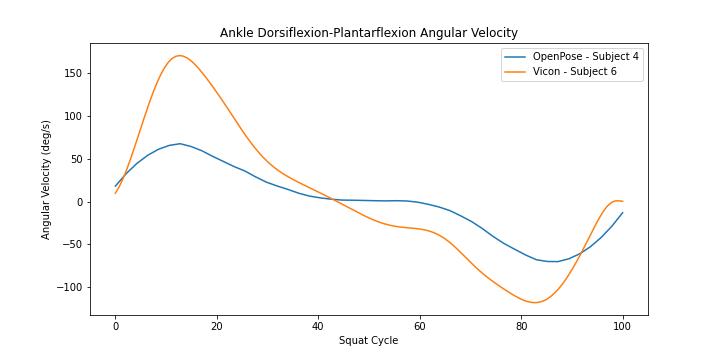 Ankle Dorsiflexion-Plantarflexion Angular Velocity
OpenPose - Subject 4
Vicon - Subject 6
Angular Velocity (deg/s)
150
100
50
0
−50
−100
0
20
40
60
80
100
Squat Cycle